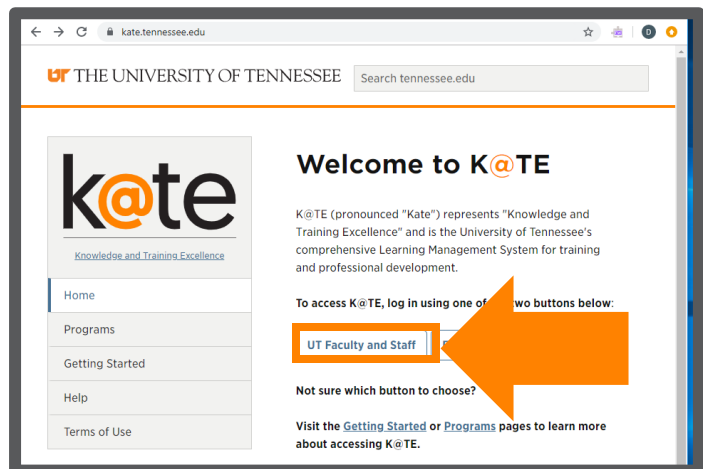 kate.tennessee.edu
D
UT THE UNIVERSITY OF TENNESSEE
Search tennessee.edu
k@te
Knowledge and Training Excellence
Home
Programs
Getting Started
Help
Terms of Use
Welcome to K@TE
K@TE (pronounced "Kate") represents "Knowledge and
Training Excellence" and is the University of Tennessee's
comprehensive Learning Management System for training
and professional development.
To access K@TE, log in using one of two buttons below:
UT Faculty and Staff
Not sure which button to choose?
Visit the Getting Started or Programs pages to learn more
about accessing K@TE.